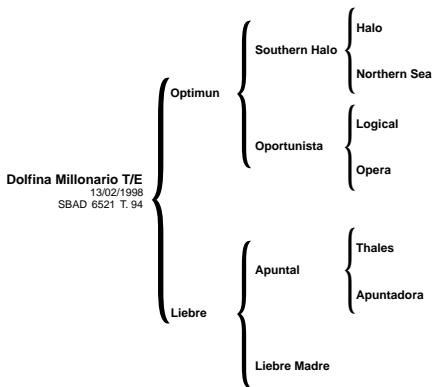 Halo
Southern Halo
Northern Sea
Optimun
Logical
Oportunista
Opera
Dolfina Millonario T/E
13/02/1998
SBAD 6521 T. 94
Thales
Apuntal
Apuntadora
Liebre
Liebre Madre